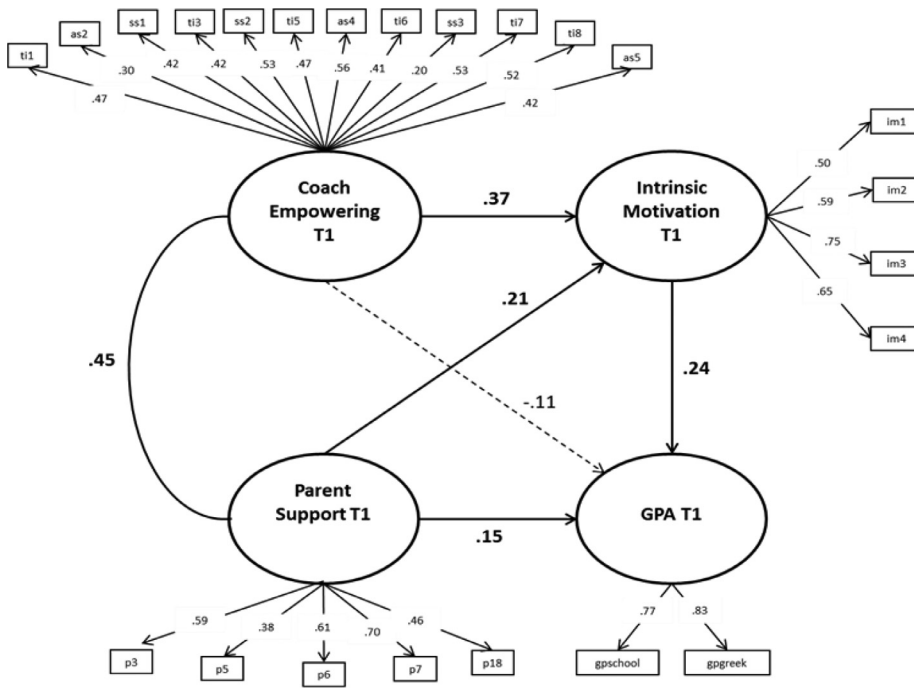 ss1
ti3
ss2
ti5
as4
ti6
ss3
ti7
as2
ti8
ti1
as5
.47
.30
.42
.42
.53
.47
.56
.41
.20
.53
.52
.42
im1
im2
im3
im4
.50
.59
.75
.65
Coach
Empowering
T1
.37
Intrinsic
Motivation
T1
.21
.45
-.11
.24
Parent
Support T1
.15
GPA T1
.59
.38
.61
.70
.46
.77
.83
p3
p5
p6
p7
p18
gpschool
gpgreek